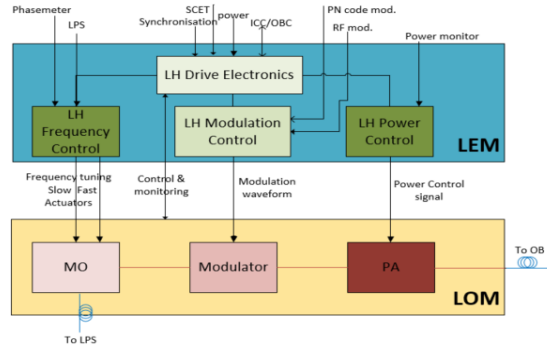 Phasemeter
LPS
SCET
Synchronisation
power
ICC/OBC
PN code mod.
RF mod.
Power monitor
LH Drive Electronics
LH
Frequency
Control
LH Modulation
Control
LH Power
Control
LEM
Frequency tuning
Slow Fast
Actuators
Control &
monitoring
Modulation
waveform
Power Control
signal
To OB
MO
Modulator
PA
LOM
To LPS